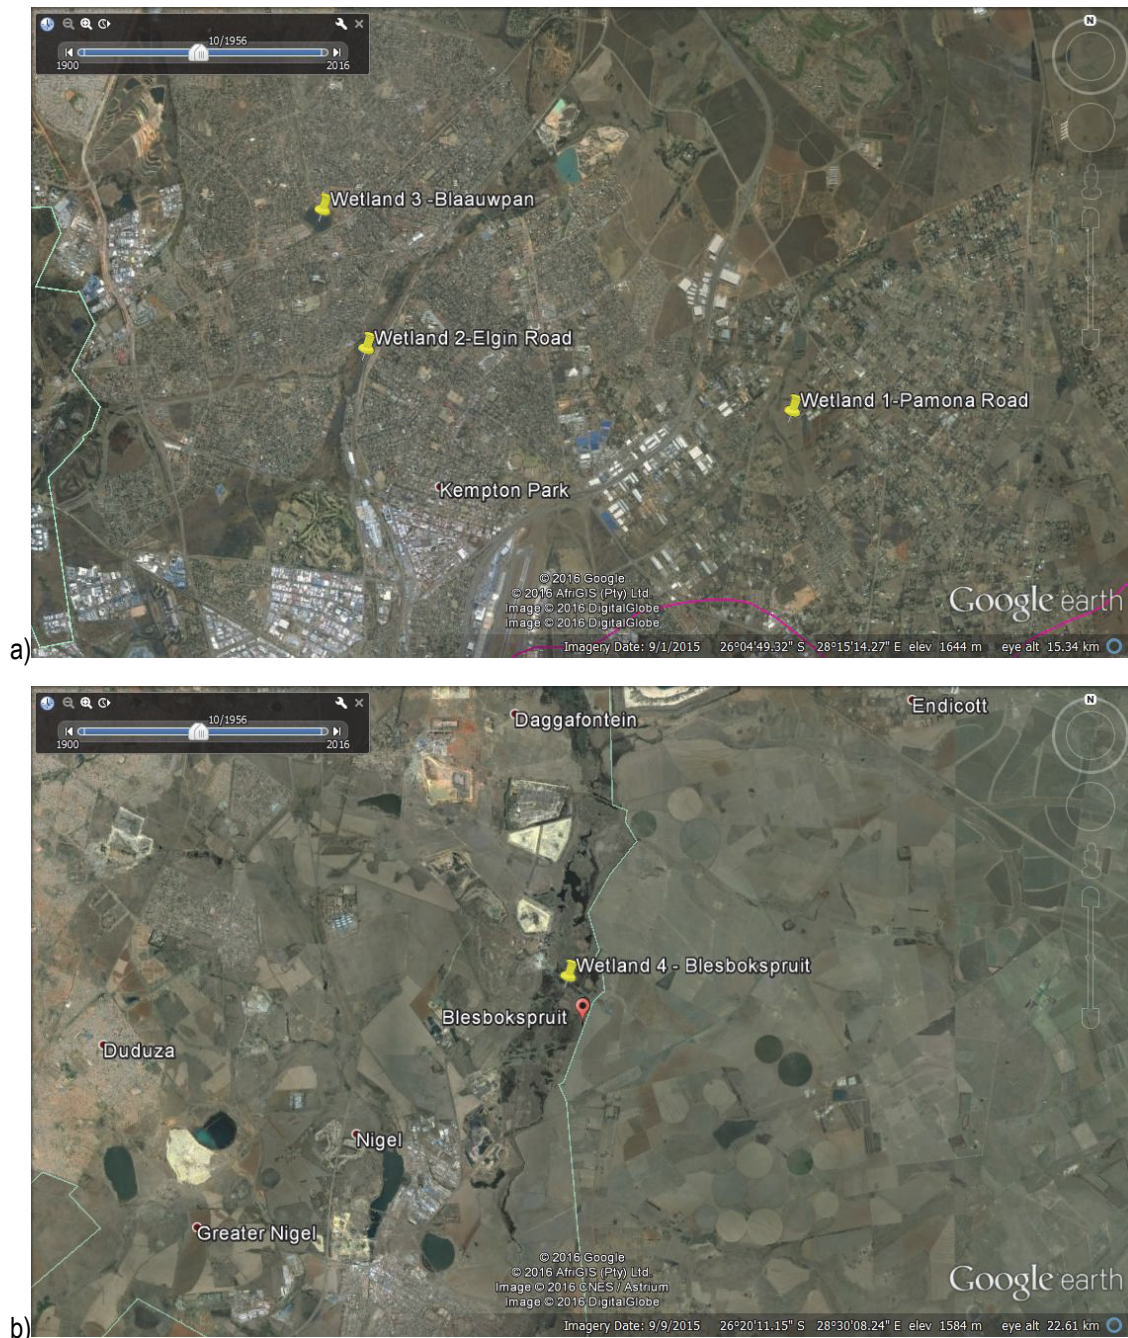 10/1956
1900
2016
N
Wetland 3 -Blaauwpan
Wetland 2-Elgin Road
Wetland 1-Pamona Road
Kempton Park
© 2016 Google
© 2016 AfriGIS (Pty) Ltd
Image © 2016 DigitalGlobe
Image © 2016 DigitalGlobe
Google earth
a)
Imagery Date: 9/1/2015 26°04'49.32" S 28°15'14.27" E elev 1644 m eye alt 15.34 km
10/1956
1900
2016
N
Daggafontein
Endicott
Wetland 4 - Blesbokspruit
Blesbokspruit
Duduza
Nigel
Greater Nigel
© 2016 Google
© 2016 AfriGIS (Pty) Ltd
Image © 2016 CNES / Astrium
Image © 2016 DigitalGlobe
Google earth
b)
Imagery Date: 9/9/2015 26°20'11.15" S 28°30'08.24" E elev 1584 m eye alt 22.61 km